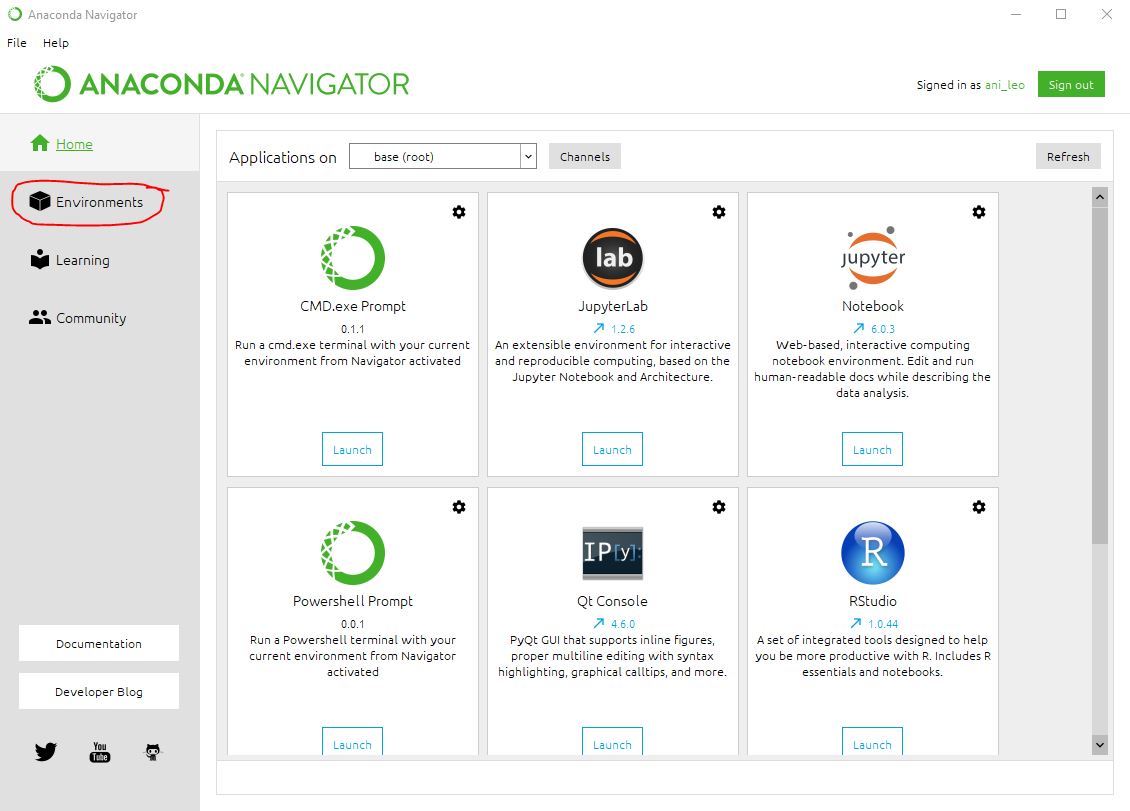 Anaconda Navigator
File Help
ANACONDA NAVIGATOR
Signed in as ani_leo Sign out
Home
Environments
Learning
Community
Documentation
Developer Blog
You
Tube
Applications on base (root) Channels Refresh
CMD.exe Prompt
0.1.1
Run a cmd.exe terminal with your current
environment from Navigator activated
Launch
lab
JupyterLab
1.2.6
An extensible environment for interactive
and reproducible computing, based on the
Jupyter Notebook and Architecture.
Launch
jupyter
Notebook
6.0.3
Web-based, interactive computing
notebook environment. Edit and run
human-readable docs while describing the
data analysis.
Launch
Powershell Prompt
0.0.1
Run a Powershell terminal with your
current environment from Navigator
activated
Launch
IP[y]:
Qt Console
4.6.0
PyQt GUI that supports inline figures,
proper multiline editing with syntax
highlighting, graphical calltips, and more.
Launch
R
RStudio
1.0.44
A set of integrated tools designed to help
you be more productive with R. Includes R
essentials and notebooks.
Launch